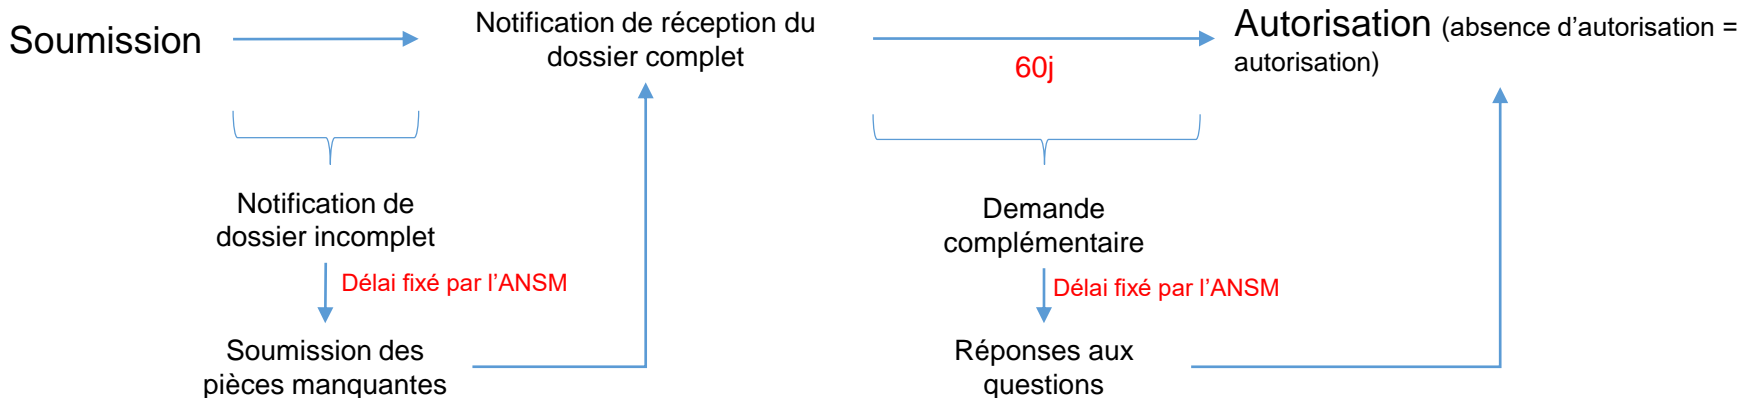 Soumission
Notification de réception du
dossier complet
60j
Autorisation (absence d’autorisation =
autorisation)
Notification de
dossier incomplet
Délai fixé par l’ANSM
Soumission des
pièces manquantes
Demande
complémentaire
Délai fixé par l’ANSM
Réponses aux
questions